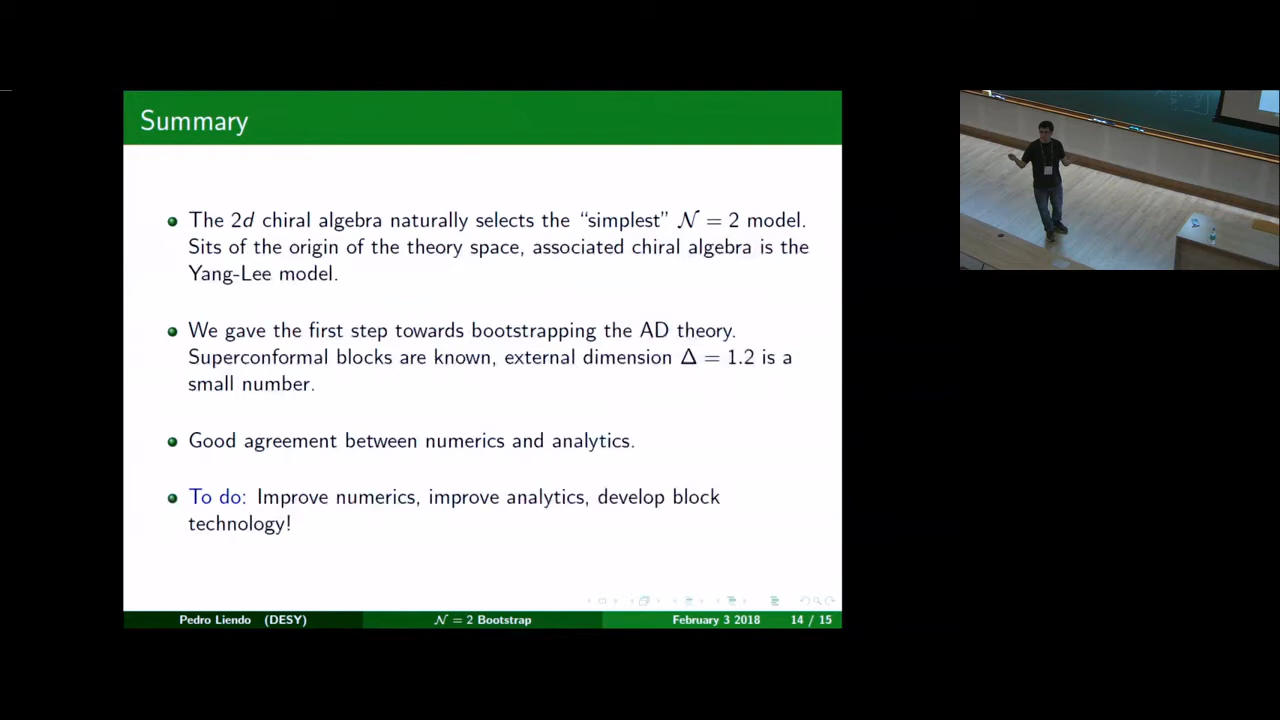 Summary
The 2d chiral algebra naturally selects the “simplest” 𝒩 = 2 model.
Sits of the origin of the theory space, associated chiral algebra is the
Yang-Lee model.
We gave the first step towards bootstrapping the AD theory.
Superconformal blocks are known, external dimension Δ = 1.2 is a
small number.
Good agreement between numerics and analytics.
To do: Improve numerics, improve analytics, develop block
technology!
Pedro Liendo (DESY) 𝒩 = 2 Bootstrap February 3 2018 14 / 15